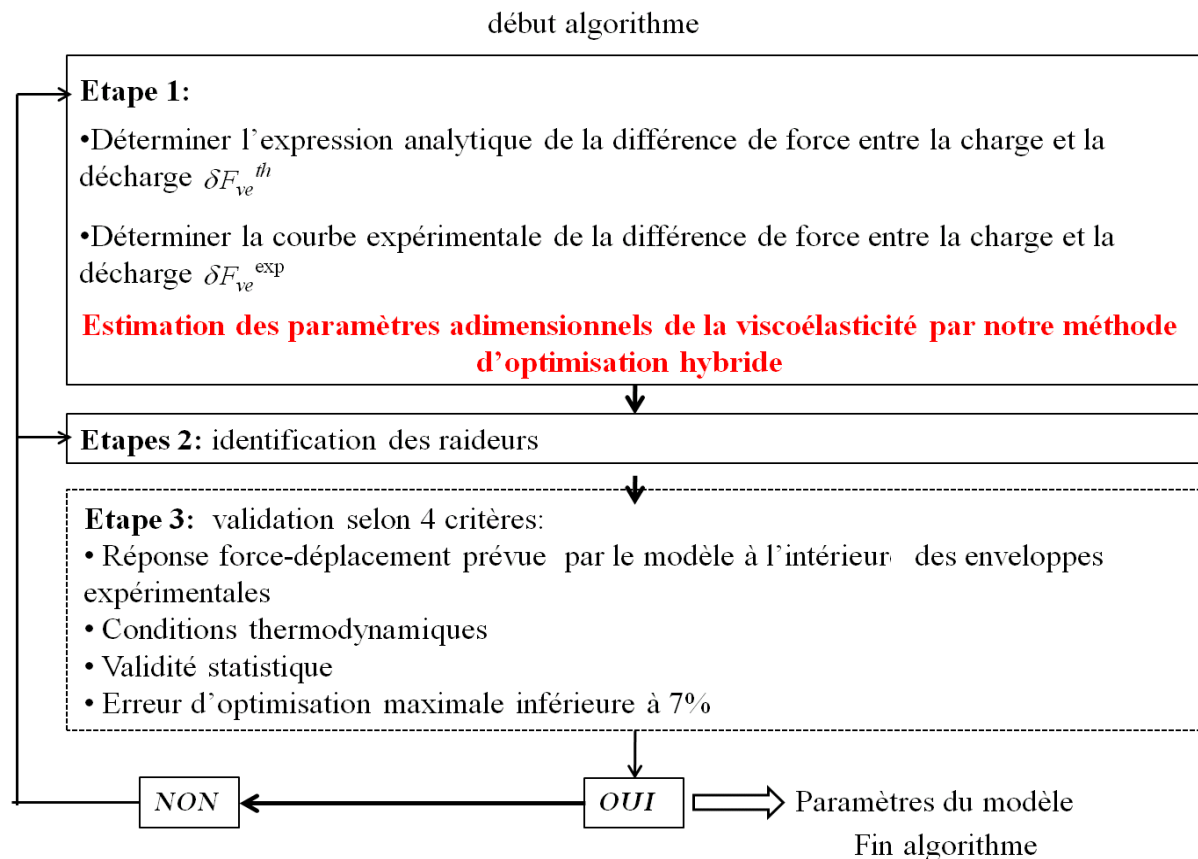 début algorithme
Etape 1:
•Déterminer l’expression analytique de la différence de force entre la charge et la
décharge δF_ve^th
•Déterminer la courbe expérimentale de la différence de force entre la charge et la
décharge δF_ve^exp
Estimation des paramètres adimensionnels de la viscoélasticité par notre méthode
d’optimisation hybride
Etapes 2: identification des raideurs
Etape 3: validation selon 4 critères:
• Réponse force-déplacement prévue par le modèle à l’intérieur des enveloppes
expérimentales
• Conditions thermodynamiques
• Validité statistique
• Erreur d’optimisation maximale inférieure à 7%
NON OUI Paramètres du modèle
Fin algorithme